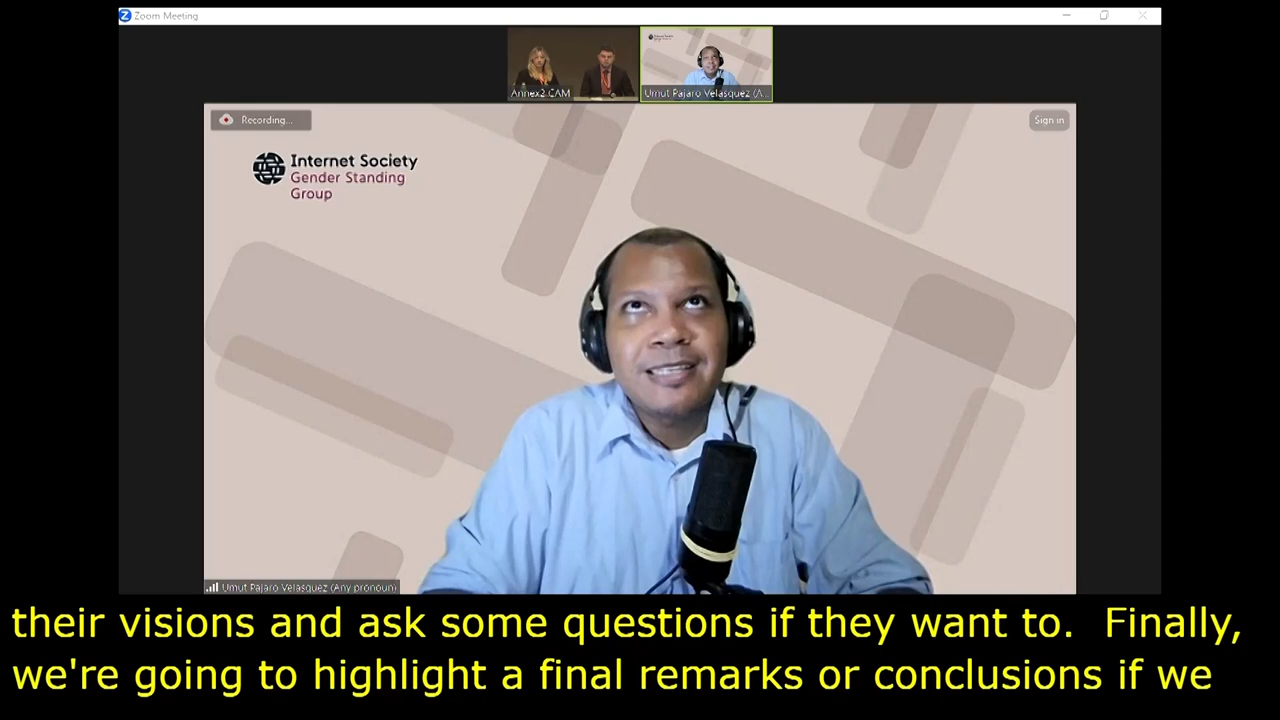 Zoom Meeting
Annex2 CAM
Umut Pajaro Velasquez (A...
Recording...
Sign in
Internet Society
Gender Standing
Group
Umut Pajaro Velasquez (Any pronoun)
their visions and ask some questions if they want to.  Finally,
we're going to highlight a final remarks or conclusions if we